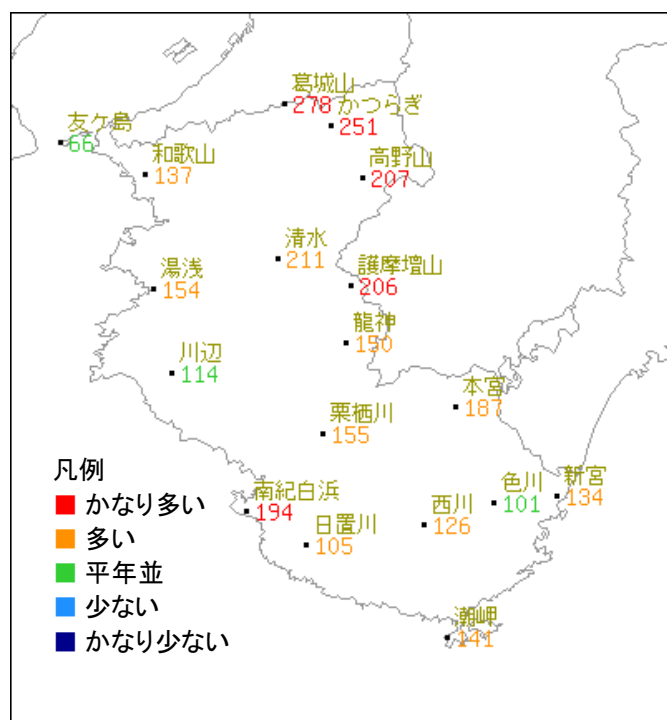 葛城山
278
かつらぎ
251
友ケ島
66
和歌山
137
高野山
207
清水
211
護摩壇山
206
湯浅
154
龍神
150
川辺
114
本宮
187
栗栖川
155
南紀白浜
194
日置川
105
西川
126
色川
101
新宮
134
潮岬
141
凡例
かなり多い
多い
平年並
少ない
かなり少ない